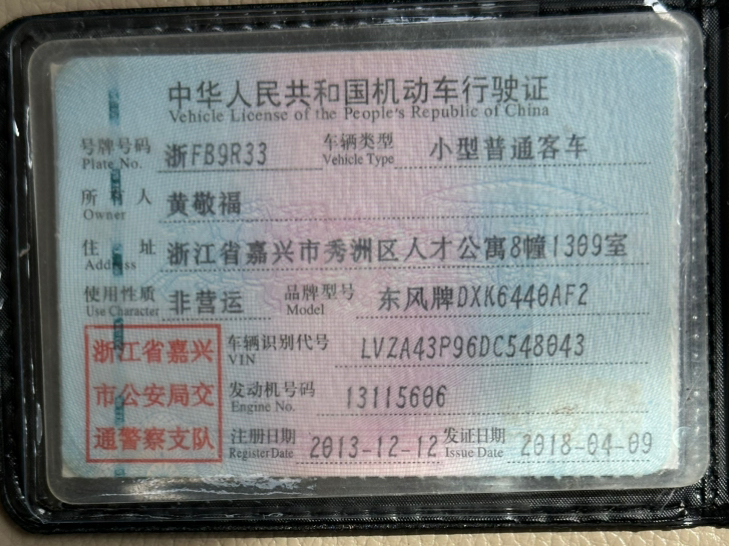 中华人民共和国机动车行驶证
Vehicle License of the People's Republic of China
号牌号码 浙FB9R33 车辆类型 小型普通客车
Plate No. Vehicle Type
所有人 黄敬福
Owner
住址 浙江省嘉兴市秀洲区人才公寓8幢1309室
Address
使用性质 非营运 品牌型号 东风牌DXK6440AF2
Use Character Model
浙江省嘉兴 车辆识别代号 LVZA43P96DC548043
VIN
市公安局交 发动机号码 13115606
Engine No.
通警察支队 注册日期 2013-12-12 发证日期 2018-04-09
Register Date Issue Date